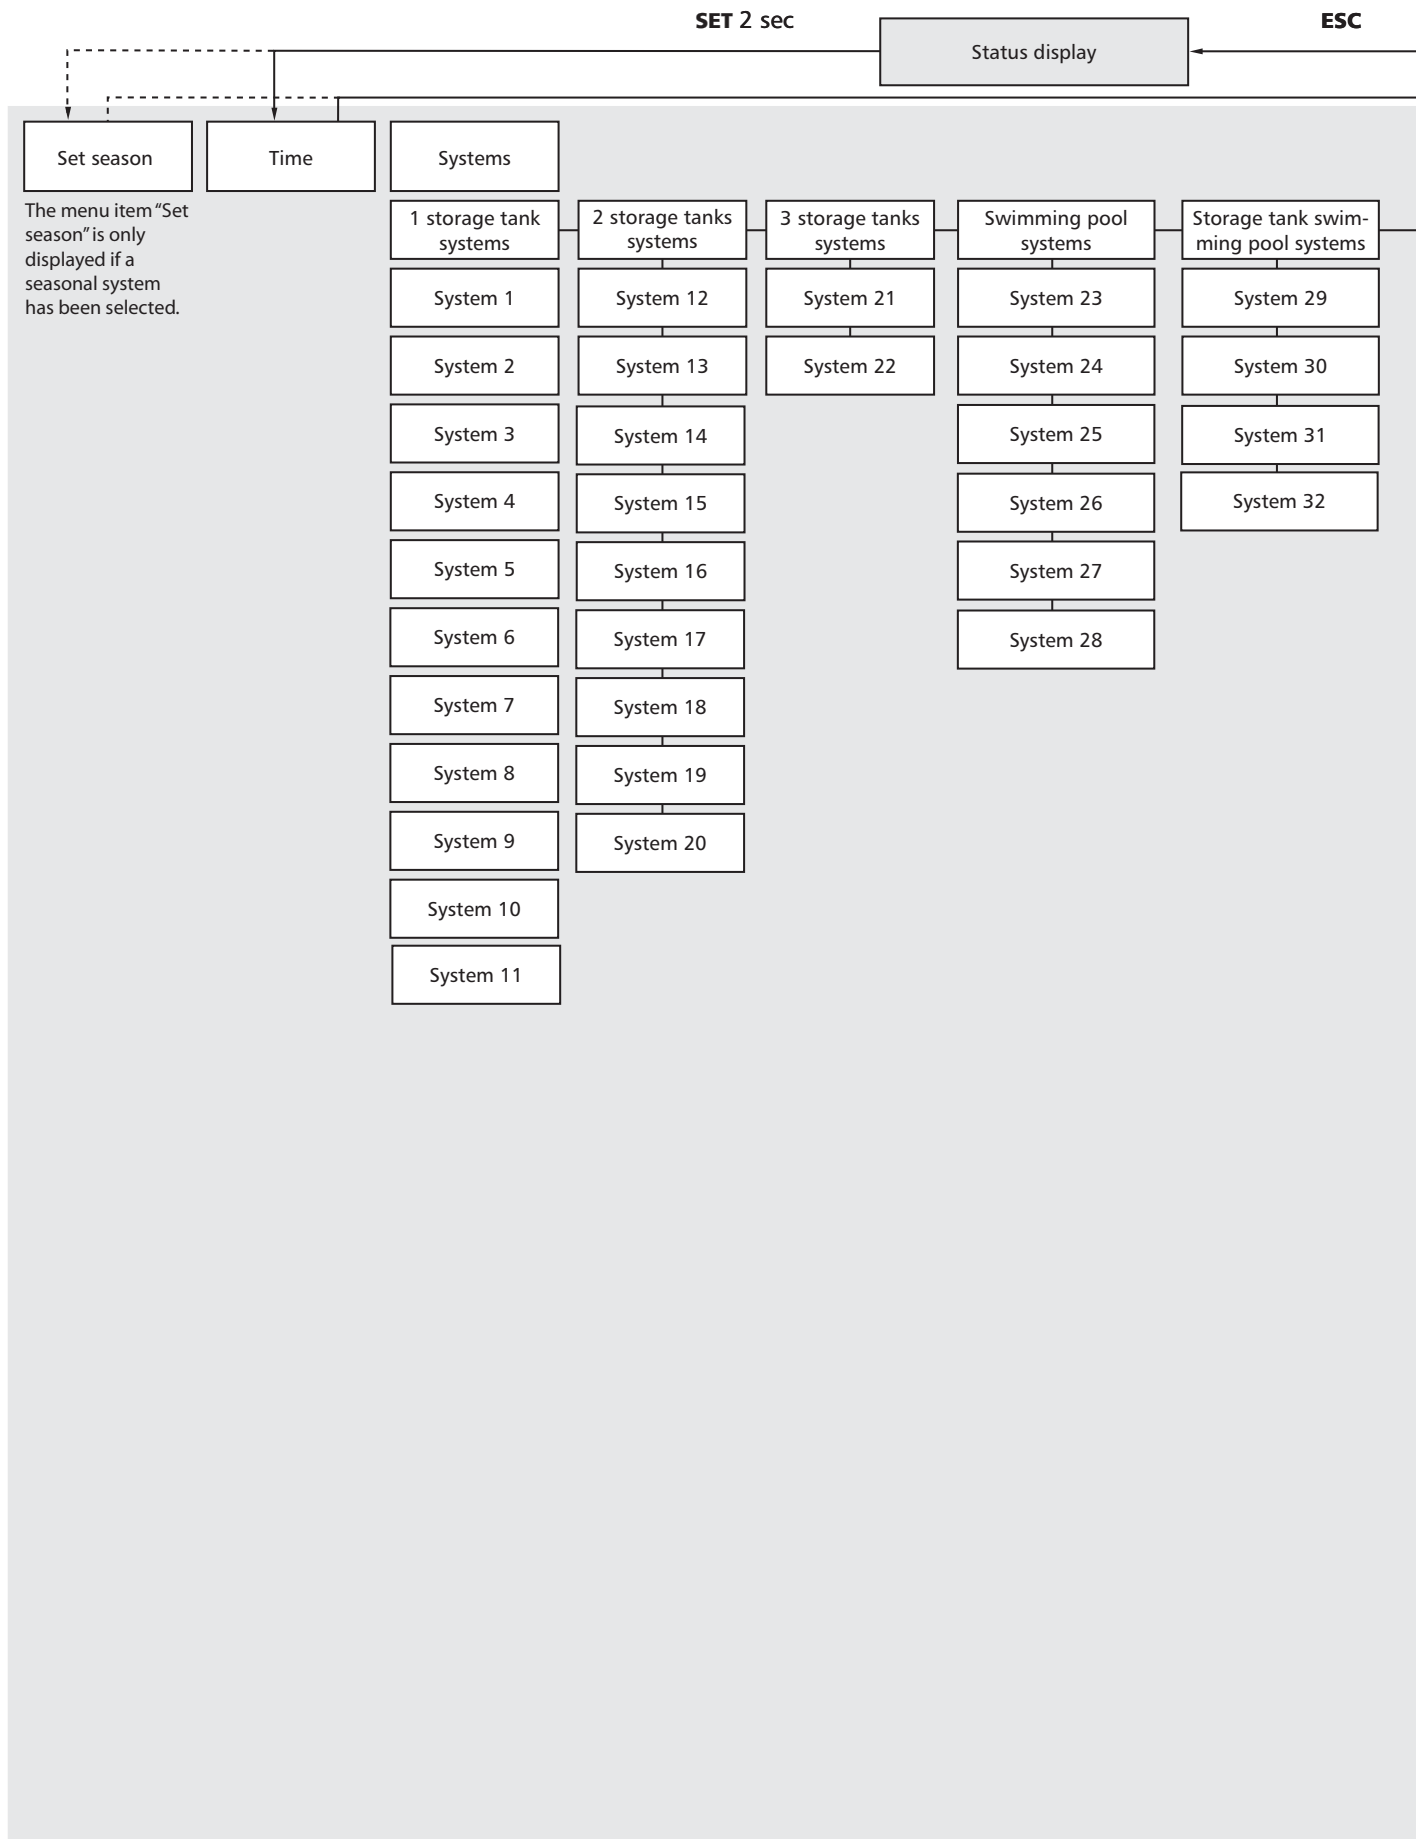 SET 2 sec
ESC
Status display
Set season
Time
Systems
The menu item “Set
season” is only
displayed if a
seasonal system
has been selected.
1 storage tank
systems
System 1
System 2
System 3
System 4
System 5
System 6
System 7
System 8
System 9
System 10
System 11
2 storage tanks
systems
System 12
System 13
System 14
System 15
System 16
System 17
System 18
System 19
System 20
3 storage tanks
systems
System 21
System 22
Swimming pool
systems
System 23
System 24
System 25
System 26
System 27
System 28
Storage tank swim-
ming pool systems
System 29
System 30
System 31
System 32